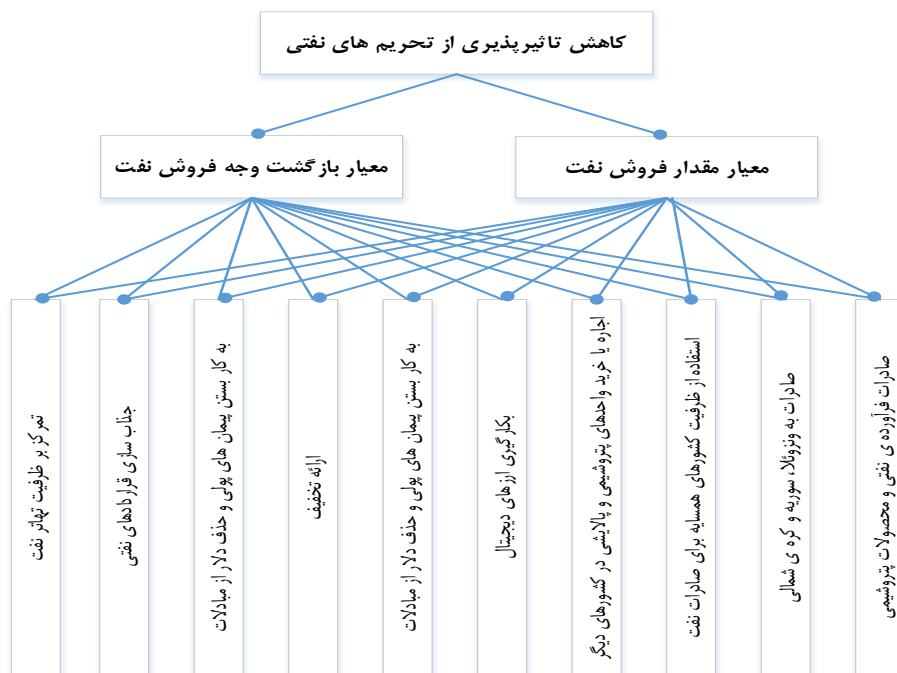 کاهش تاثیرپذیری از تحریم های نفتی
معیار مقدار فروش نفت
معیار بازگشت وجه فروش نفت
صادرات فرآورده ی نفتی و محصولات پتروشیمی
صادرات به ونزوئلا، سوریه و کره ی شمالی
استفاده از ظرفیت کشورهای همسایه برای صادرات نفت
اجاره یا خرید واحدهای پتروشیمی و پالایشی در کشورهای دیگر
بکارگیری ارزهای دیجیتال
به کار بستن پیمان های پولی و حذف دلار از مبادلات
ارائه تخفیف
به کار بستن پیمان های پولی و حذف دلار از مبادلات
جذاب سازی قراردادهای نفتی
تمرکز بر ظرفیت تهاتر نفت